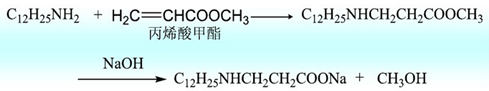 C₁₂H₂₅NH₂ + H₂C=CHCOOCH₃ → C₁₂H₂₅NHCH₂CH₂COOCH₃
丙烯酸甲酯
NaOH
→ C₁₂H₂₅NHCH₂CH₂COONa + CH₃OH